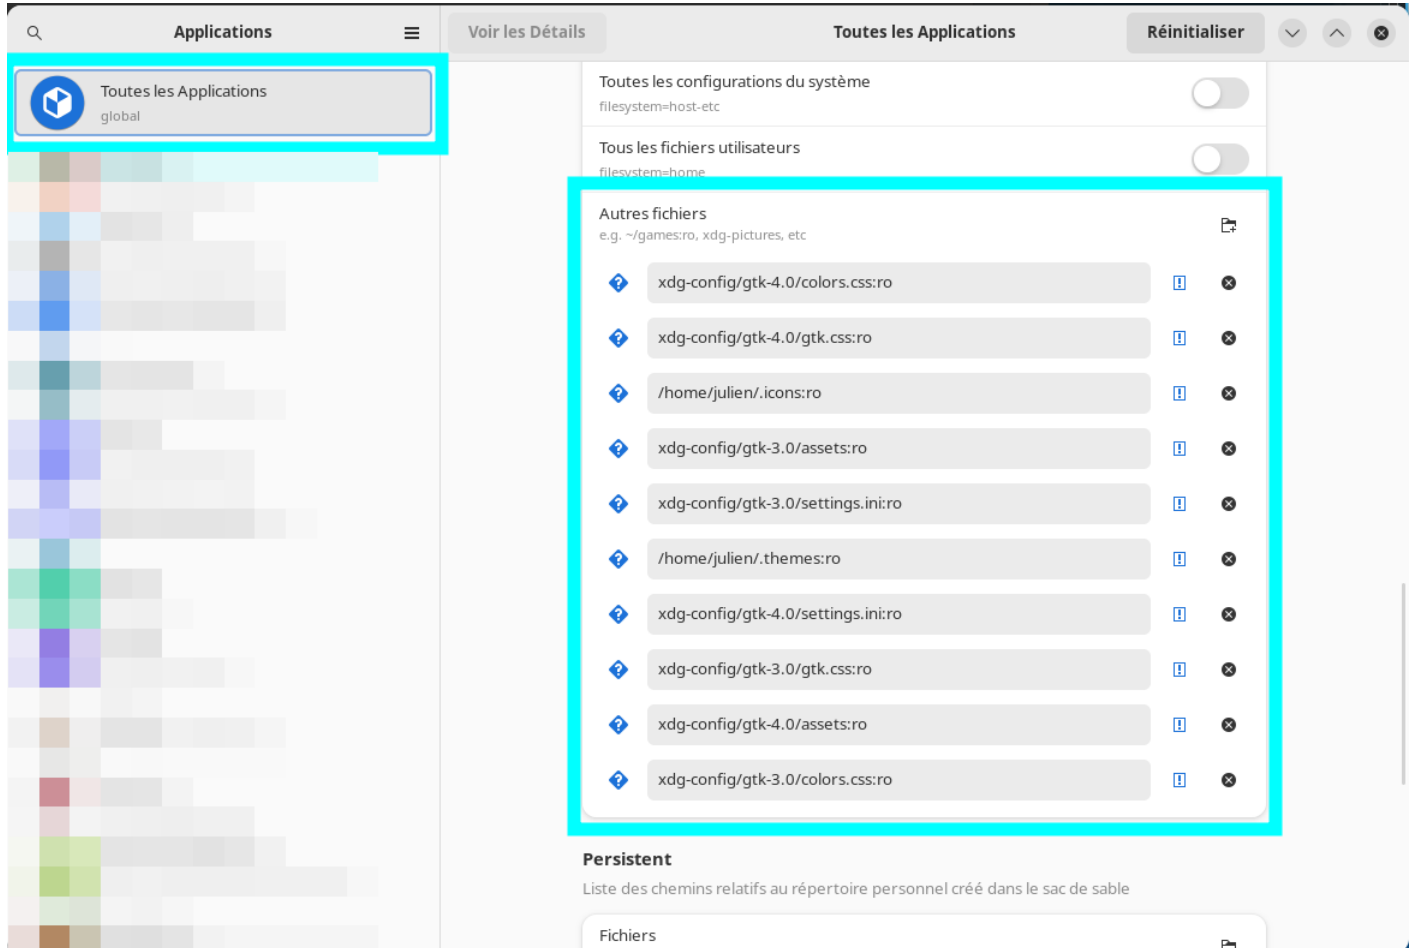 Applications
Voir les Détails
Toutes les Applications
Réinitialiser
Toutes les Applications
global
Toutes les configurations du système
filesystem=host-etc
Tous les fichiers utilisateurs
filesystem=home
Autres fichiers
e.g. ~/games:ro, xdg-pictures, etc
xdg-config/gtk-4.0/colors.css:ro
xdg-config/gtk-4.0/gtk.css:ro
/home/julien/.icons:ro
xdg-config/gtk-3.0/assets:ro
xdg-config/gtk-3.0/settings.ini:ro
/home/julien/.themes:ro
xdg-config/gtk-4.0/settings.ini:ro
xdg-config/gtk-3.0/gtk.css:ro
xdg-config/gtk-4.0/assets:ro
xdg-config/gtk-3.0/colors.css:ro
Persistent
Liste des chemins relatifs au répertoire personnel créé dans le sac de sable
Fichiers